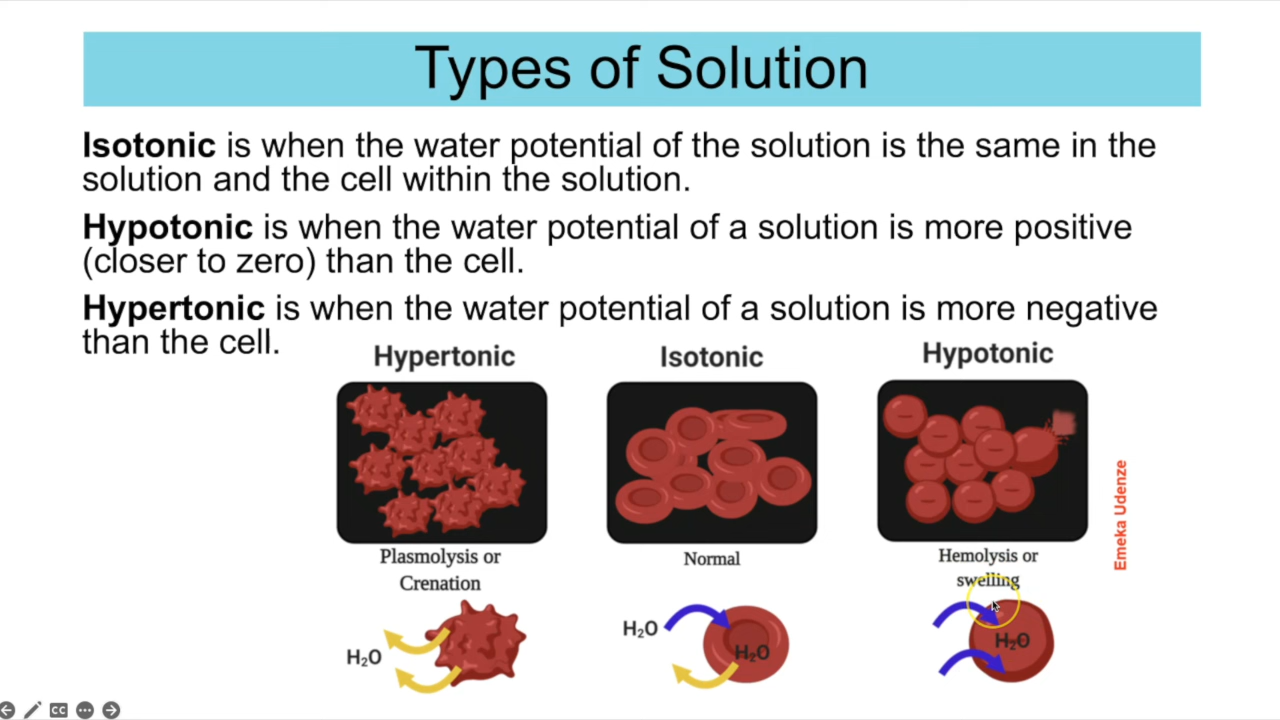 Types of Solution
Isotonic is when the water potential of the solution is the same in the
solution and the cell within the solution.
Hypotonic is when the water potential of a solution is more positive
(closer to zero) than the cell.
Hypertonic is when the water potential of a solution is more negative
than the cell.
Hypertonic
Isotonic
Hypotonic
Plasmolysis or
Crenation
Normal
Hemolysis or
swelling
Emeka Udenze
H₂O
H₂O
H₂O
H₂O
CC